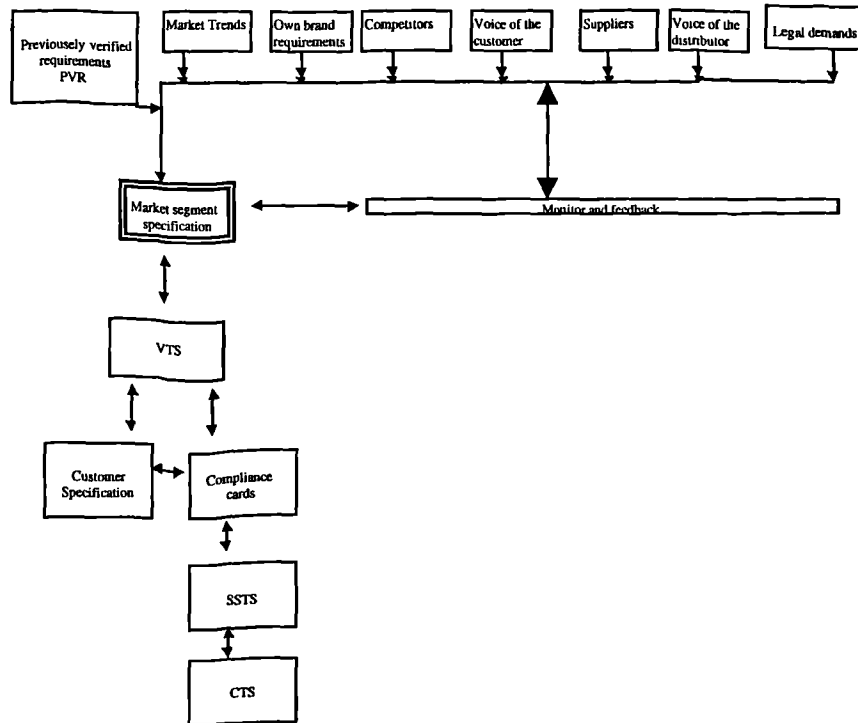 Previousely verified
requirements
PVR
Market Trends
Own brand
requirements
Competitors
Voice of the
customer
Suppliers
Voice of the
distributor
Legal demands
Market segment
specification
Monitor and feedback
VTS
Customer
Specification
Compliance
cards
SSTS
CTS